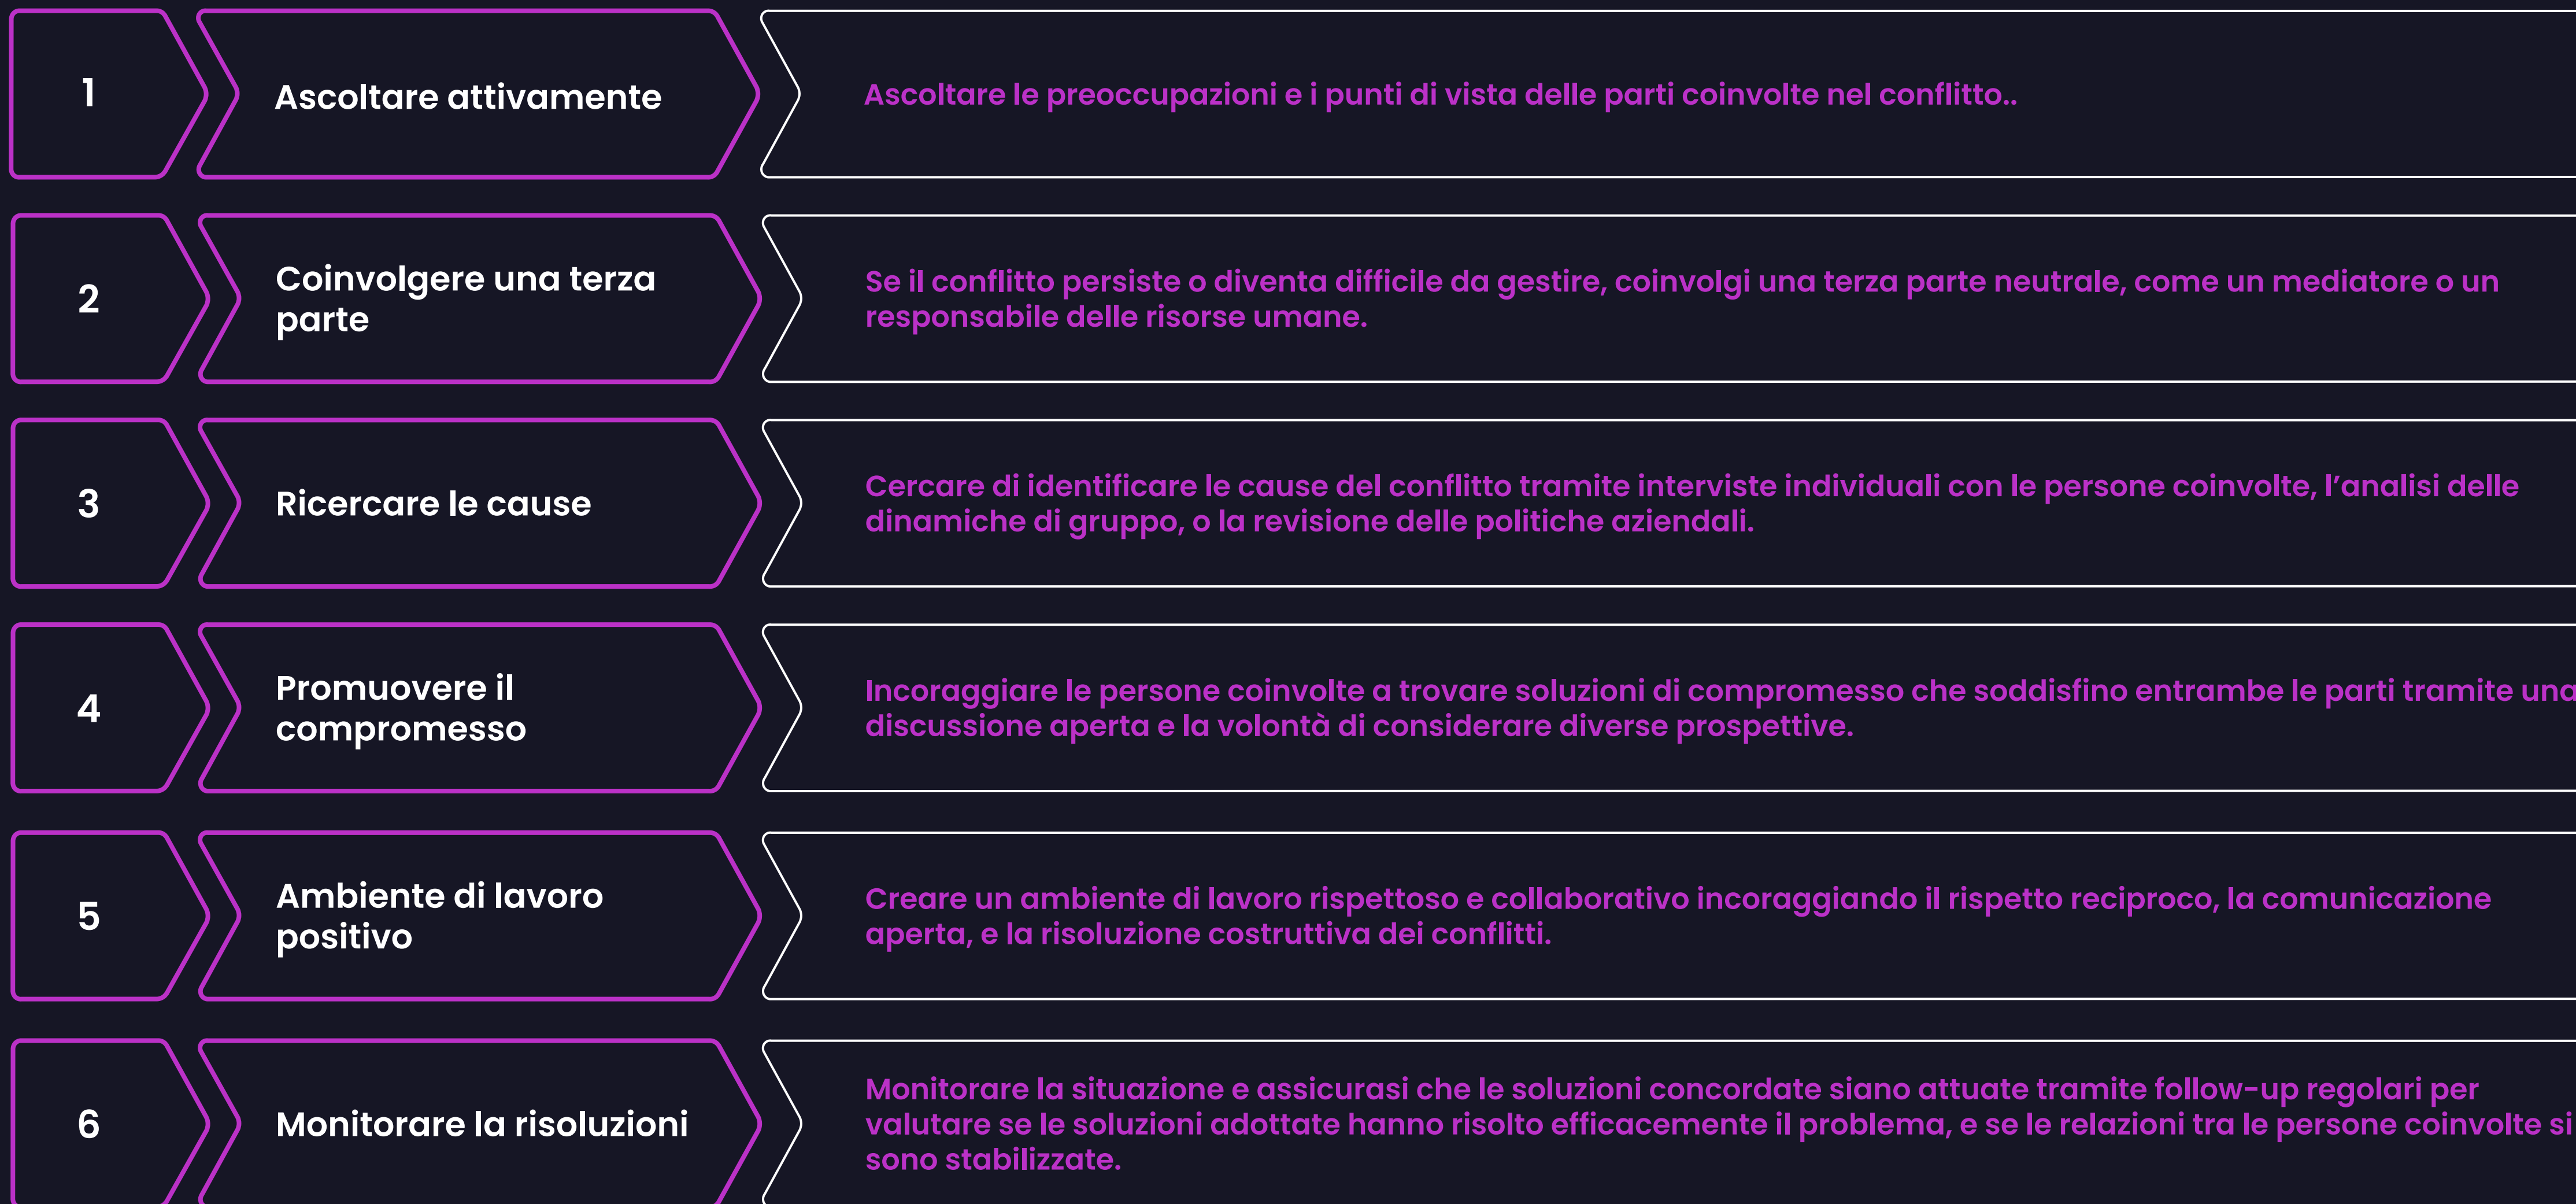 1
Ascoltare attivamente
Ascoltare le preoccupazioni e i punti di vista delle parti coinvolte nel conflitto..
2
Coinvolgere una terza
parte
Se il conflitto persiste o diventa difficile da gestire, coinvolgi una terza parte neutrale, come un mediatore o un
responsabile delle risorse umane.
3
Ricercare le cause
Cercare di identificare le cause del conflitto tramite interviste individuali con le persone coinvolte, l’analisi delle
dinamiche di gruppo, o la revisione delle politiche aziendali.
4
Promuovere il
compromesso
Incoraggiare le persone coinvolte a trovare soluzioni di compromesso che soddisfino entrambe le parti tramite una
discussione aperta e la volontà di considerare diverse prospettive.
5
Ambiente di lavoro
positivo
Creare un ambiente di lavoro rispettoso e collaborativo incoraggiando il rispetto reciproco, la comunicazione
aperta, e la risoluzione costruttiva dei conflitti.
6
Monitorare la risoluzioni
Monitorare la situazione e assicurasi che le soluzioni concordate siano attuate tramite follow-up regolari per
valutare se le soluzioni adottate hanno risolto efficacemente il problema, e se le relazioni tra le persone coinvolte si
sono stabilizzate.